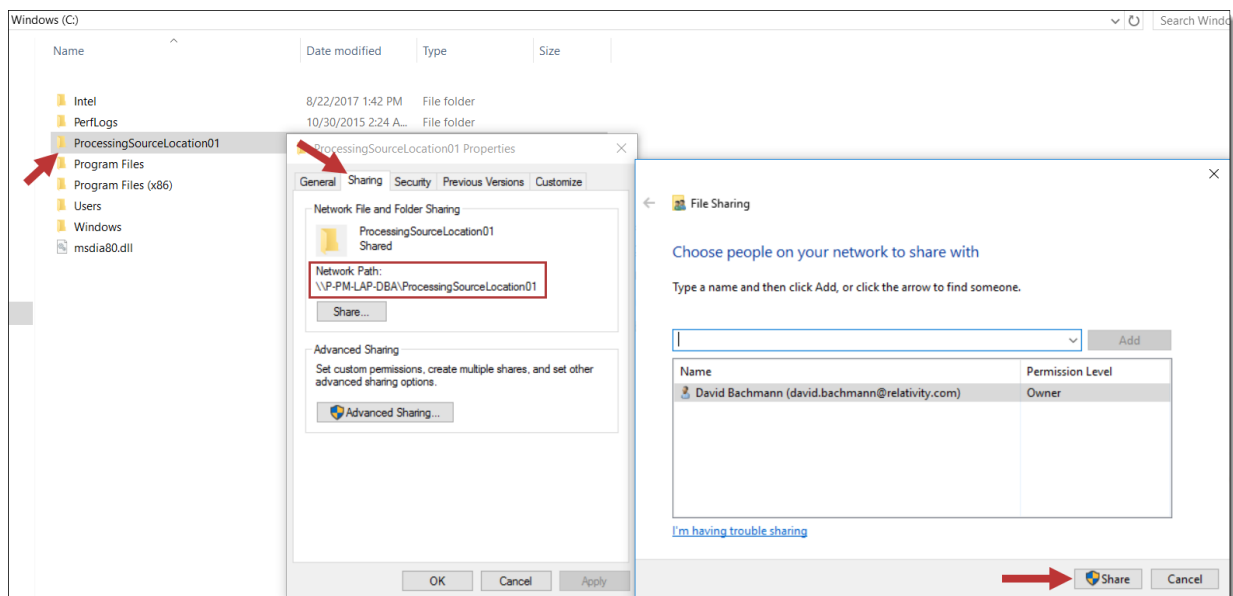 Windows (C:)
Search Windo
Name Date modified Type Size
Intel 8/22/2017 1:42 PM File folder
PerfLogs 10/30/2015 2:24 A... File folder
ProcessingSourceLocation01
Program Files
Program Files (x86)
Users
Windows
msdia80.dll
ProcessingSourceLocation01 Properties
General Sharing Security Previous Versions Customize
Network File and Folder Sharing
ProcessingSourceLocation01
Shared
Network Path:
\\P-PM-LAP-DBA\ProcessingSourceLocation01
Share...
Advanced Sharing
Set custom permissions, create multiple shares, and set other
advanced sharing options.
Advanced Sharing...
OK Cancel Apply
File Sharing
Choose people on your network to share with
Type a name and then click Add, or click the arrow to find someone.
Add
Name Permission Level
David Bachmann (david.bachmann@relativity.com) Owner
I'm having trouble sharing
Share Cancel